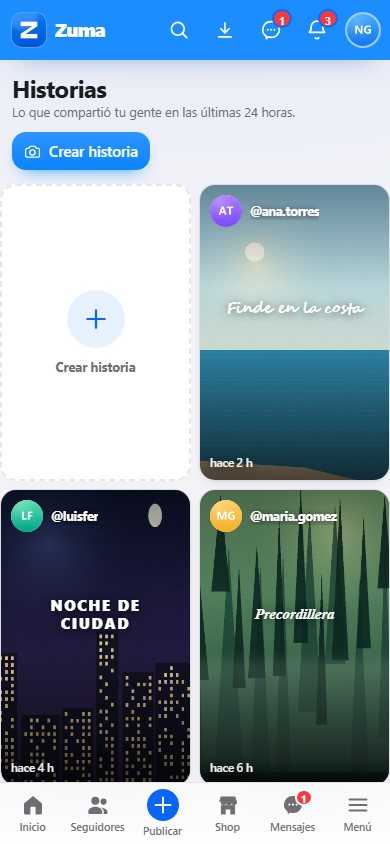 Z Zuma 1 3 NG
Historias
Lo que compartió tu gente en las últimas 24 horas.
Crear historia
Crear historia
AT @ana.torres
Finde en la costa
hace 2 h
LF @luisfer
NOCHE DE
CIUDAD
hace 4 h
MG @maria.gomez
Precordillera
hace 6 h
1
Inicio Seguidores Publicar Shop Mensajes Menú